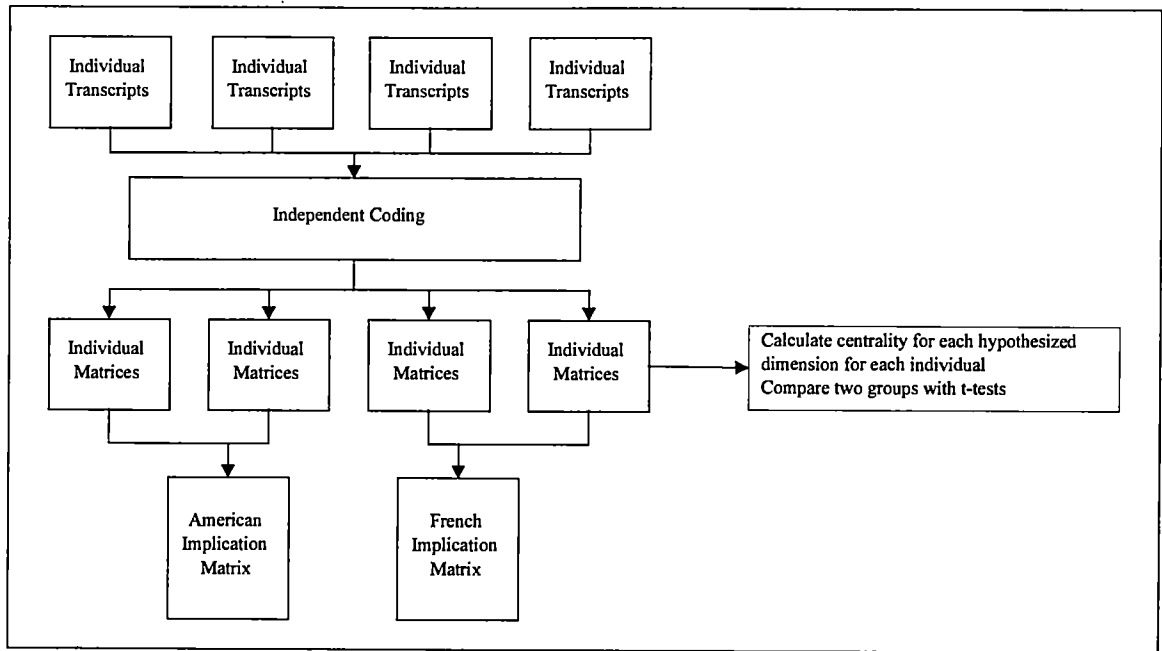 Individual
Transcripts
Individual
Transcripts
Individual
Transcripts
Individual
Transcripts
Independent Coding
Individual
Matrices
Individual
Matrices
Individual
Matrices
Individual
Matrices
Calculate centrality for each hypothesized
dimension for each individual
Compare two groups with t-tests
American
Implication
Matrix
French
Implication
Matrix